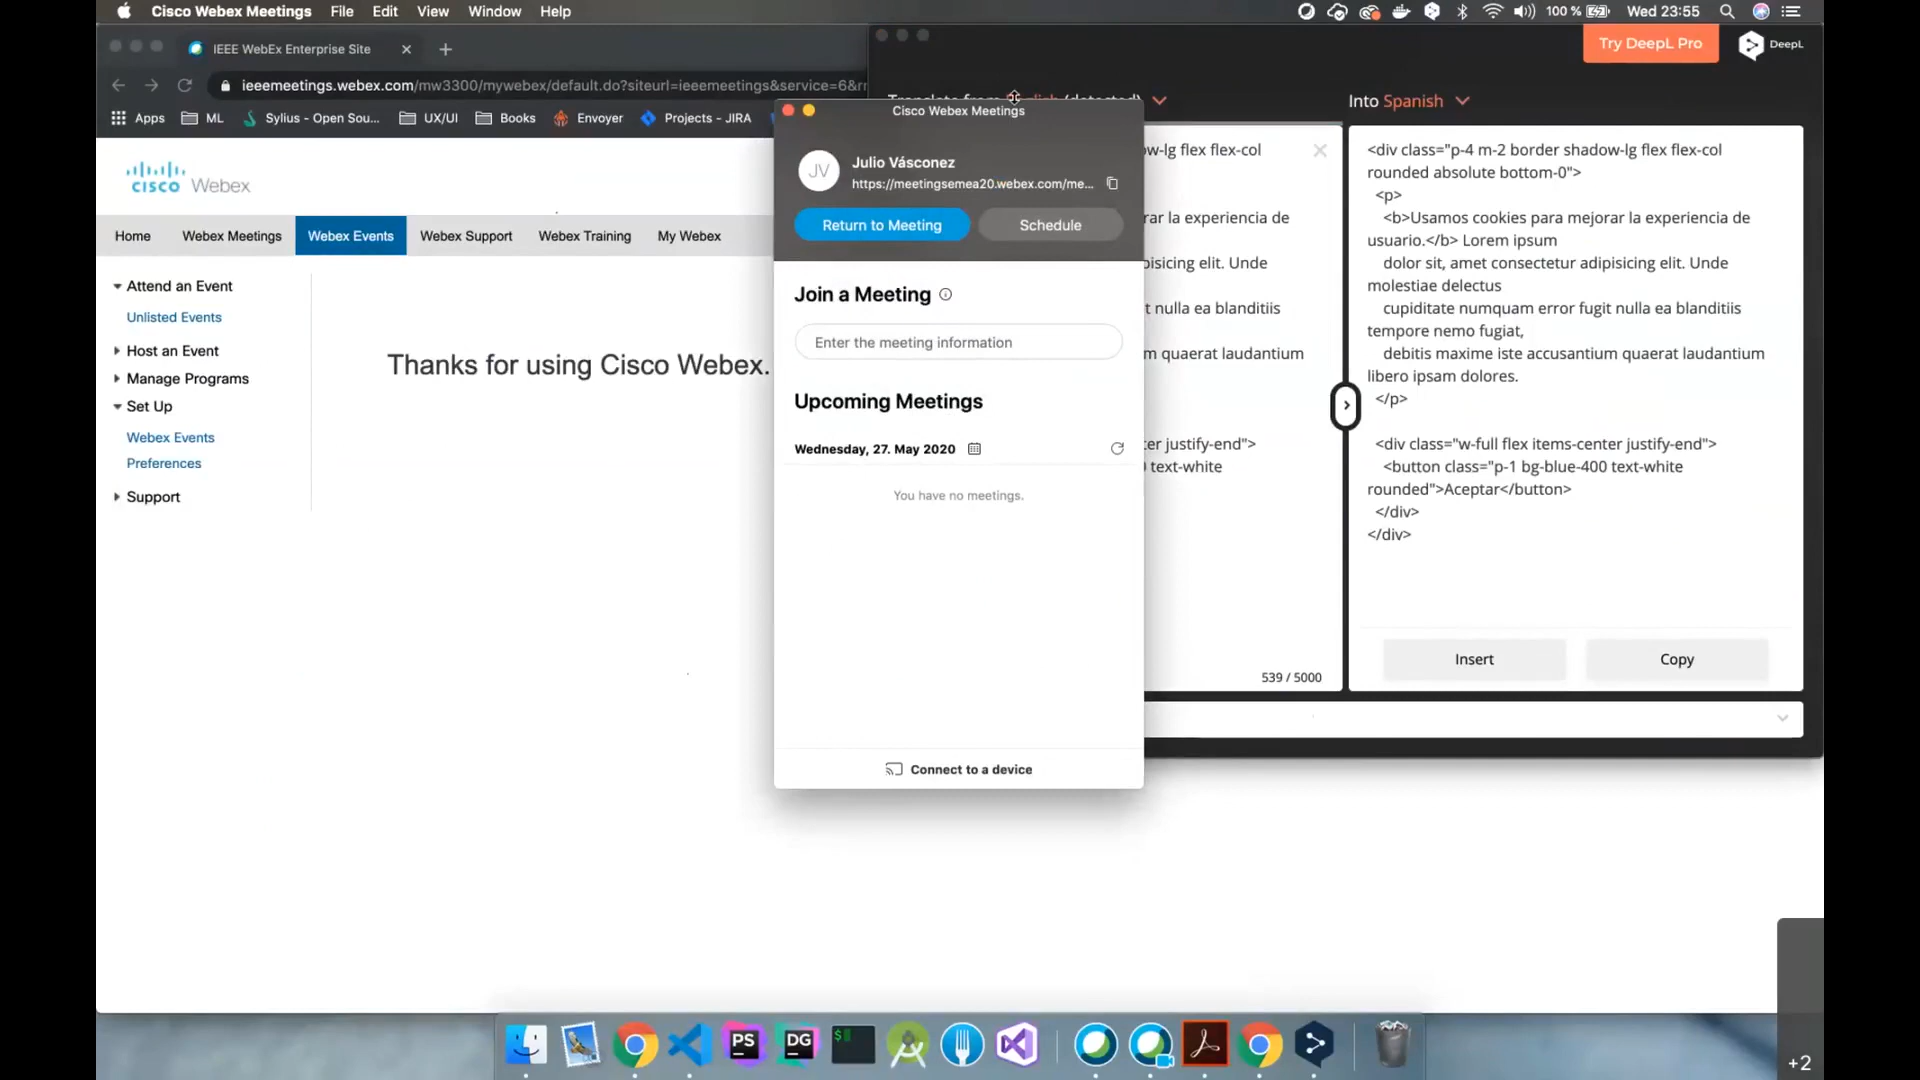 Cisco Webex Meetings File Edit View Window Help
100 % Wed 23:55
IEEE WebEx Enterprise Site
ieeemeetings.webex.com/mw3300/mywebex/default.do?siteurl=ieeemeetings&service=6&
Apps ML Sylius - Open Sou... UX/UI Books Envoyer Projects - JIRA
cisco Webex
Home Webex Meetings Webex Events Webex Support Webex Training My Webex
Attend an Event
Unlisted Events
Host an Event
Manage Programs
Set Up
Webex Events
Preferences
Support
Thanks for using Cisco Webex.
Cisco Webex Meetings
JV
Julio Vásconez
https://meetingsemea20.webex.com/me...
Return to Meeting Schedule
Join a Meeting
Enter the meeting information
Upcoming Meetings
Wednesday, 27. May 2020
You have no meetings.
Connect to a device
Try DeepL Pro
DeepL
Translate from English (detected)
w-lg flex flex-col
rar la experiencia de
isicing elit. Unde
t nulla ea blanditiis
m quaerat laudantium
er justify-end">
text-white
539 / 5000
Into Spanish
<div class="p-4 m-2 border shadow-lg flex flex-col
rounded absolute bottom-0">
<p>
<b>Usamos cookies para mejorar la experiencia de
usuario.</b> Lorem ipsum
dolor sit, amet consectetur adipisicing elit. Unde
molestiae delectus
cupiditate numquam error fugit nulla ea blanditiis
tempore nemo fugiat,
debitis maxime iste accusantium quaerat laudantium
libero ipsam dolores.
</p>
<div class="w-full flex items-center justify-end">
<button class="p-1 bg-blue-400 text-white
rounded">Aceptar</button>
</div>
</div>
Insert Copy
PS DG $
+2